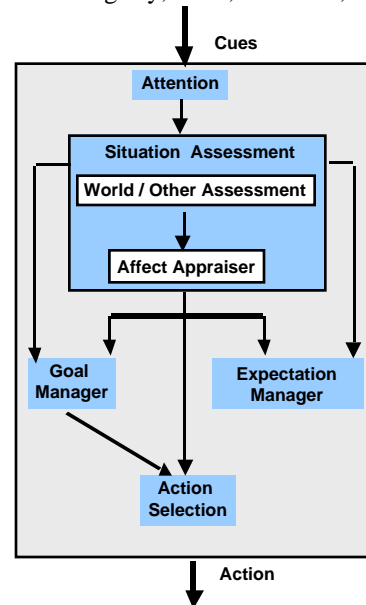 Cues
Attention
Situation Assessment
World / Other Assessment
Affect Appraiser
Goal
Manager
Expectation
Manager
Action
Selection
Action